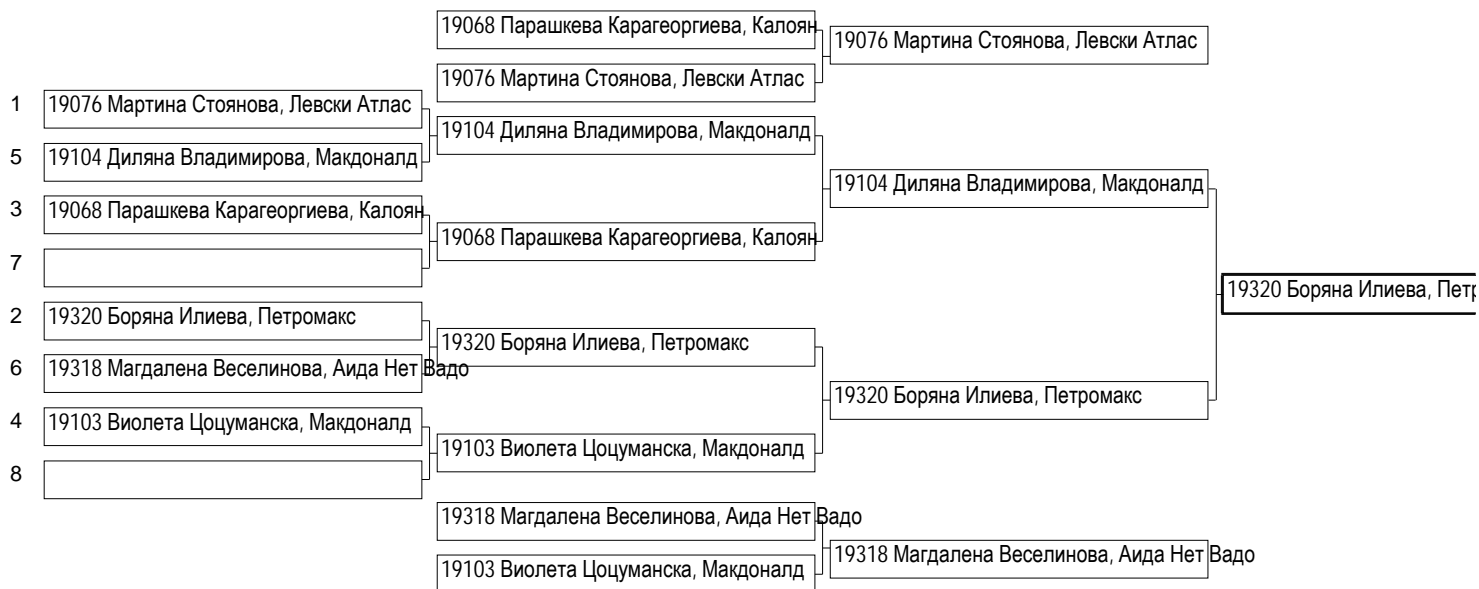 19068 Парашкева Карагеоргиева, Калоян
19076 Мартина Стоянова, Левски Атлас
19076 Мартина Стоянова, Левски Атлас
1 19076 Мартина Стоянова, Левски Атлас
19104 Диляна Владимирова, Макдоналд
5 19104 Диляна Владимирова, Макдоналд
19104 Диляна Владимирова, Макдоналд
3 19068 Парашкева Карагеоргиева, Калоян
19068 Парашкева Карагеоргиева, Калоян
7
19320 Боряна Илиева, Петр
2 19320 Боряна Илиева, Петромакс
19320 Боряна Илиева, Петромакс
6 19318 Магдалена Веселинова, Аида Нет Вадо
19320 Боряна Илиева, Петромакс
4 19103 Виолета Цоцуманска, Макдоналд
19103 Виолета Цоцуманска, Макдоналд
8
19318 Магдалена Веселинова, Аида Нет Вадо
19318 Магдалена Веселинова, Аида Нет Вадо
19103 Виолета Цоцуманска, Макдоналд